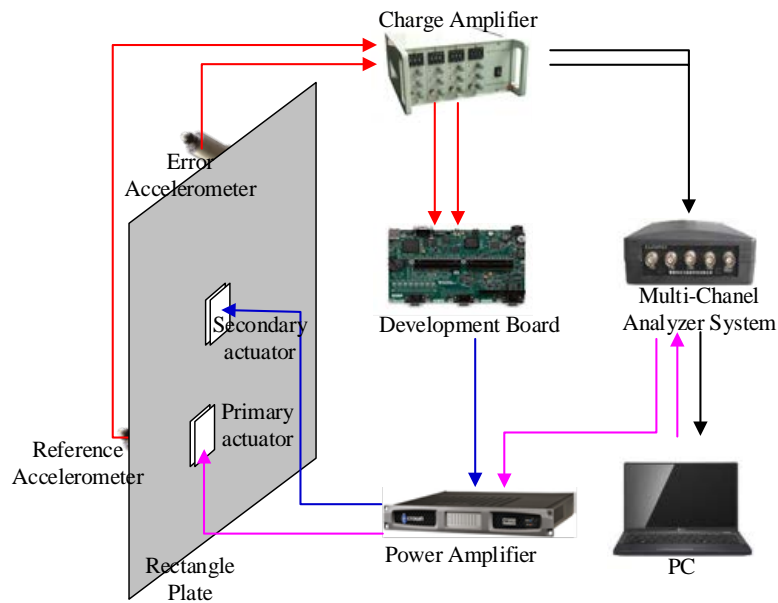 Charge Amplifier
Error
Accelerometer
Secondary
actuator
Development Board
Multi-Chanel
Analyzer System
Primary
actuator
Reference
Accelerometer
Rectangle
Plate
Power Amplifier
PC